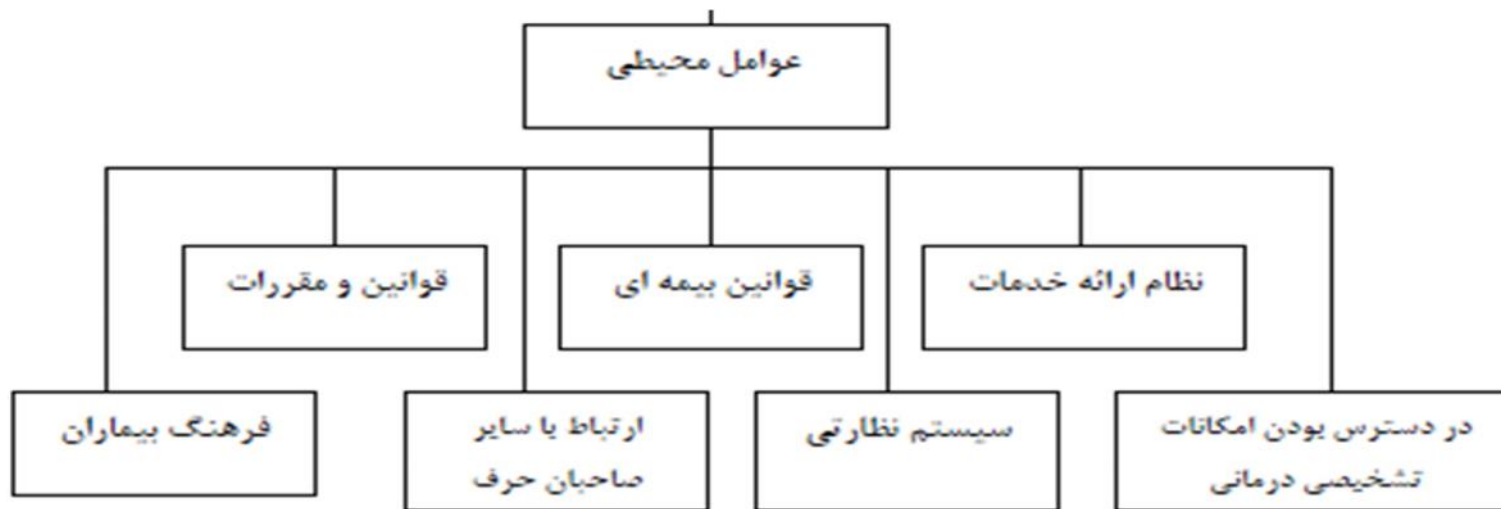 عوامل محیطی
نظام ارائه خدمات
قوانین بیمه ای
قوانین و مقررات
در دسترس بودن امکانات
تشخیصی درمانی
سیستم نظارتی
ارتباط با سایر
صاحبان حرف
فرهنگ بیماران